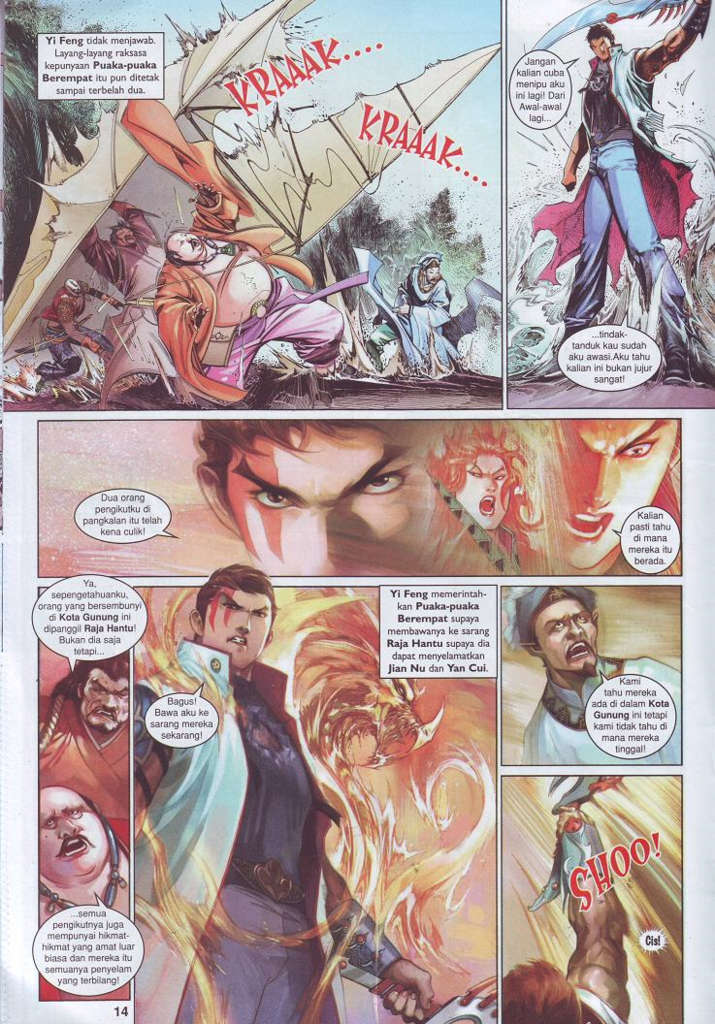 Yi Feng tidak menjawab.
Layang-layang raksasa
kepunyaan Puaka-puaka
Berempat itu pun ditetak
sampai terbelah dua.
KRAAAK....
KRAAAK....
Jangan
kalian cuba
menipu aku
ini lagi! Dari
Awal-awal
lagi...
...tindak-
tanduk kau sudah
aku awasi.Aku tahu
kalian ini bukan jujur
sangat!
Dua orang
pengikutku di
pangkalan itu telah
kena culik!
Kalian
pasti tahu
di mana
mereka itu
berada.
Ya,
sepengetahuanku,
orang yang bersembunyi
di Kota Gunung ini
dipanggil Raja Hantu!
Bukan dia saja
tetapi...
...semua
pengikutnya juga
mempunyai hikmat-
hikmat yang amat luar
biasa dan mereka itu
semuanya penyelam
yang terbilang!
Bagus!
Bawa aku ke
sarang mereka
sekarang!
Yi Feng memerintah-
kan Puaka-puaka
Berempat supaya
membawanya ke sarang
Raja Hantu supaya dia
dapat menyelamatkan
Jian Nu dan Yan Cui.
Kami
tahu mereka
ada di dalam Kota
Gunung ini tetapi
kami tidak tahu di
mana mereka
tinggal!
SHOO!
Cis!
14